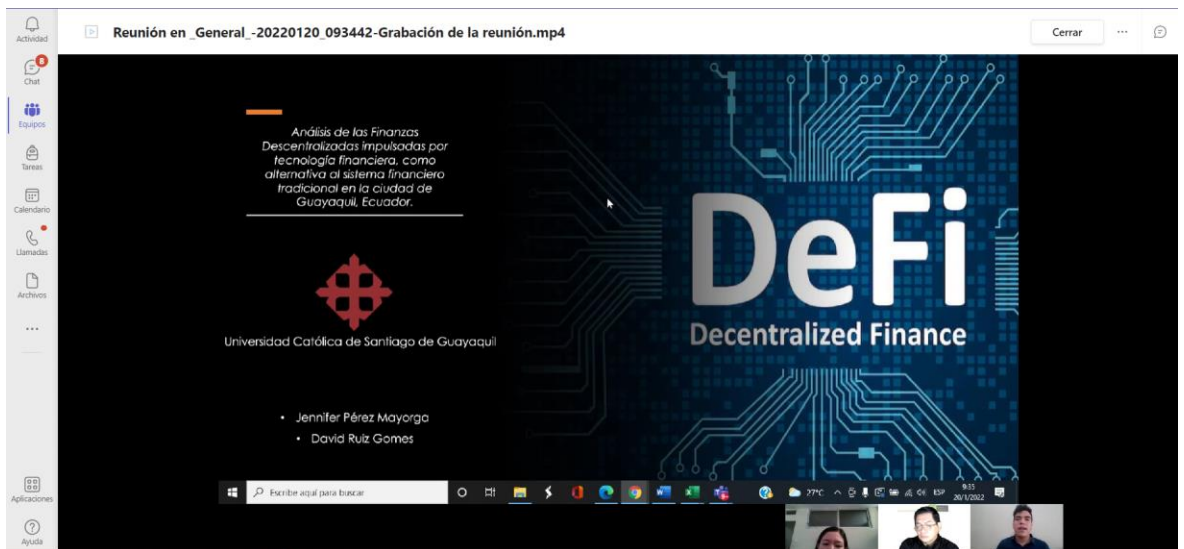 Actividad
Chat
8
Equipos
Tareas
Calendario
Llamadas
Archivos
Aplicaciones
Ayuda
Reunión en _General_-20220120_093442-Grabación de la reunión.mp4
Cerrar
Análisis de las Finanzas
Descentralizadas impulsadas por
tecnología financiera, como
alternativa al sistema financiero
tradicional en la ciudad de
Guayaquil, Ecuador.
Universidad Católica de Santiago de Guayaquil
• Jennifer Pérez Mayorga
• David Ruiz Gomes
DeFi
Decentralized Finance
Escribe aquí para buscar
27°C
ESP
9:35
20/1/2022